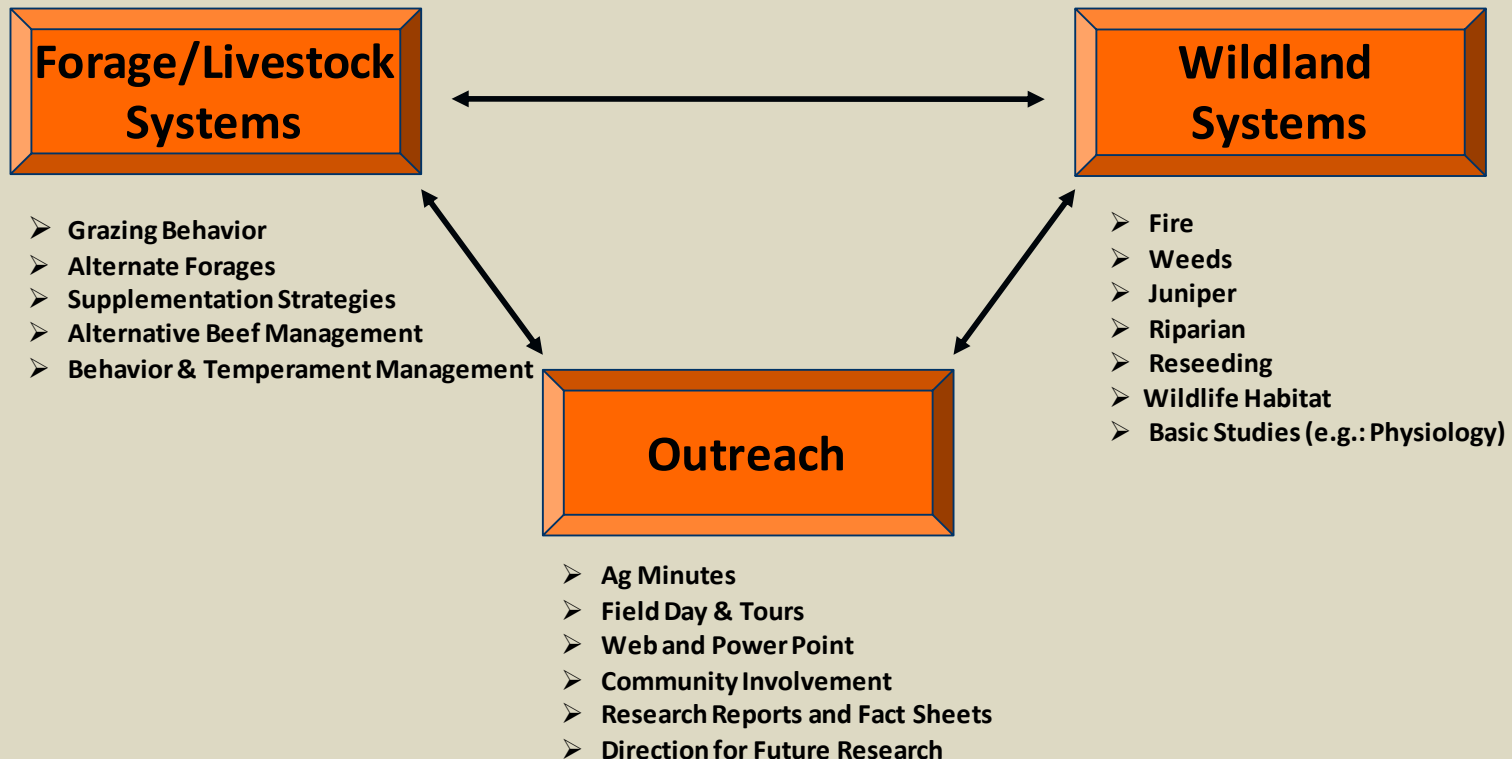 Forage/Livestock
Systems
➢ Grazing Behavior
➢ Alternate Forages
➢ Supplementation Strategies
➢ Alternative Beef Management
➢ Behavior & Temperament Management
Wildland
Systems
➢ Fire
➢ Weeds
➢ Juniper
➢ Riparian
➢ Reseeding
➢ Wildlife Habitat
➢ Basic Studies (e.g.: Physiology)
Outreach
➢ Ag Minutes
➢ Field Day & Tours
➢ Web and Power Point
➢ Community Involvement
➢ Research Reports and Fact Sheets
➢ Direction for Future Research